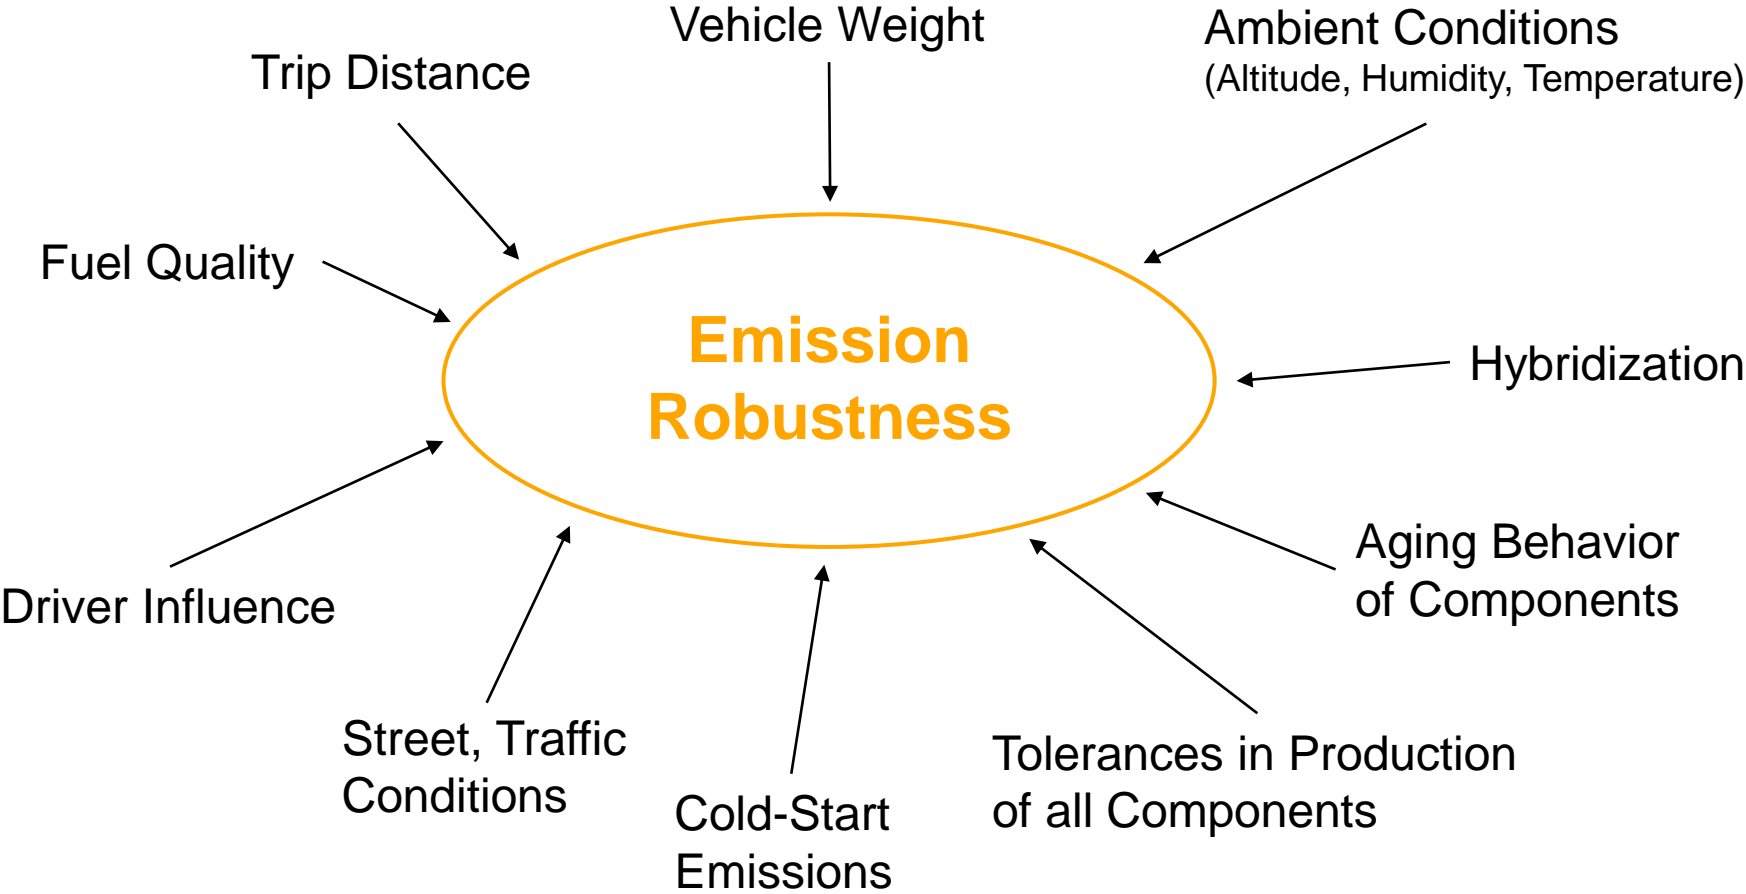 Vehicle Weight
Ambient Conditions
(Altitude, Humidity, Temperature)
Trip Distance
Fuel Quality
Emission
Robustness
Hybridization
Aging Behavior
of Components
Driver Influence
Street, Traffic
Conditions
Cold-Start
Emissions
Tolerances in Production
of all Components